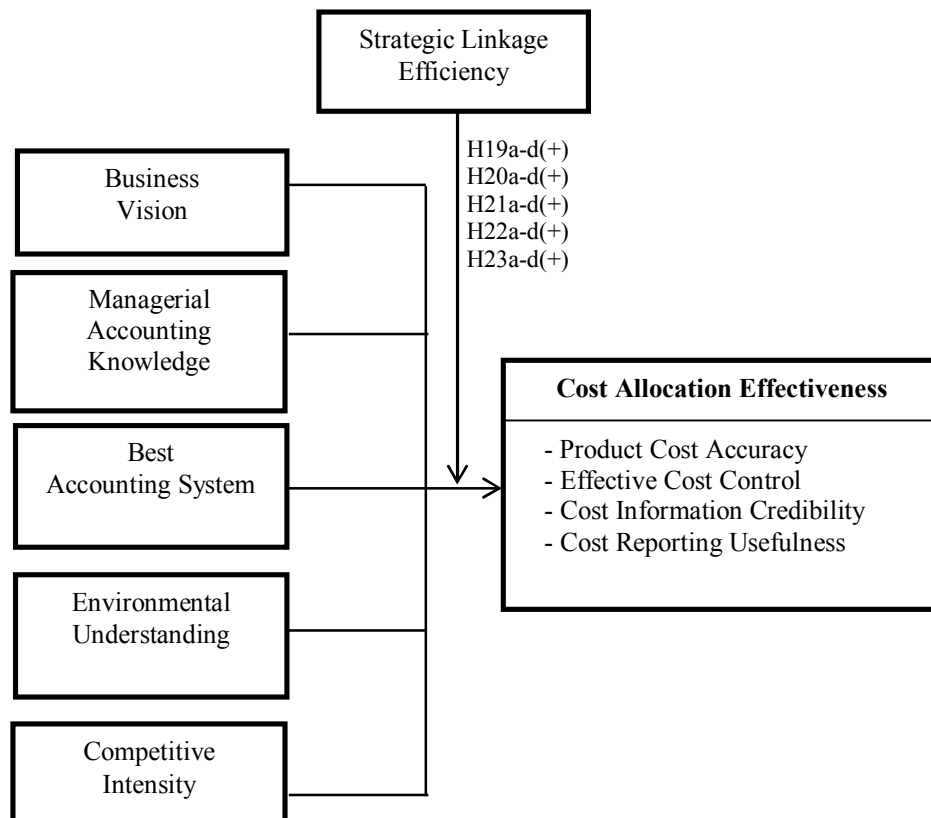 Strategic Linkage
Efficiency
H19a-d(+)
H20a-d(+)
H21a-d(+)
H22a-d(+)
H23a-d(+)
Business
Vision
Managerial
Accounting
Knowledge
Best
Accounting System
Environmental
Understanding
Competitive
Intensity
Cost Allocation Effectiveness
- Product Cost Accuracy
- Effective Cost Control
- Cost Information Credibility
- Cost Reporting Usefulness